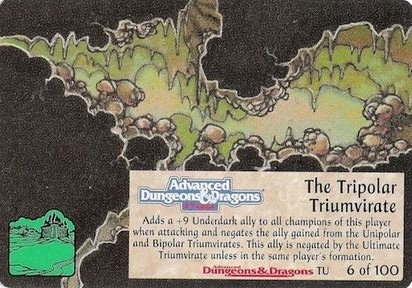 Advanced
Dungeons & Dragons
The Tripolar
Triumvirate
Adds a +9 Underdark ally to all champions of this player
when attacking and negates the ally gained from the Unipolar
and Bipolar Triumvirates. This ally is negated by the Ultimate
Triumvirate unless in the same player's formation.
Advanced
Dungeons & Dragons TU 6 of 100